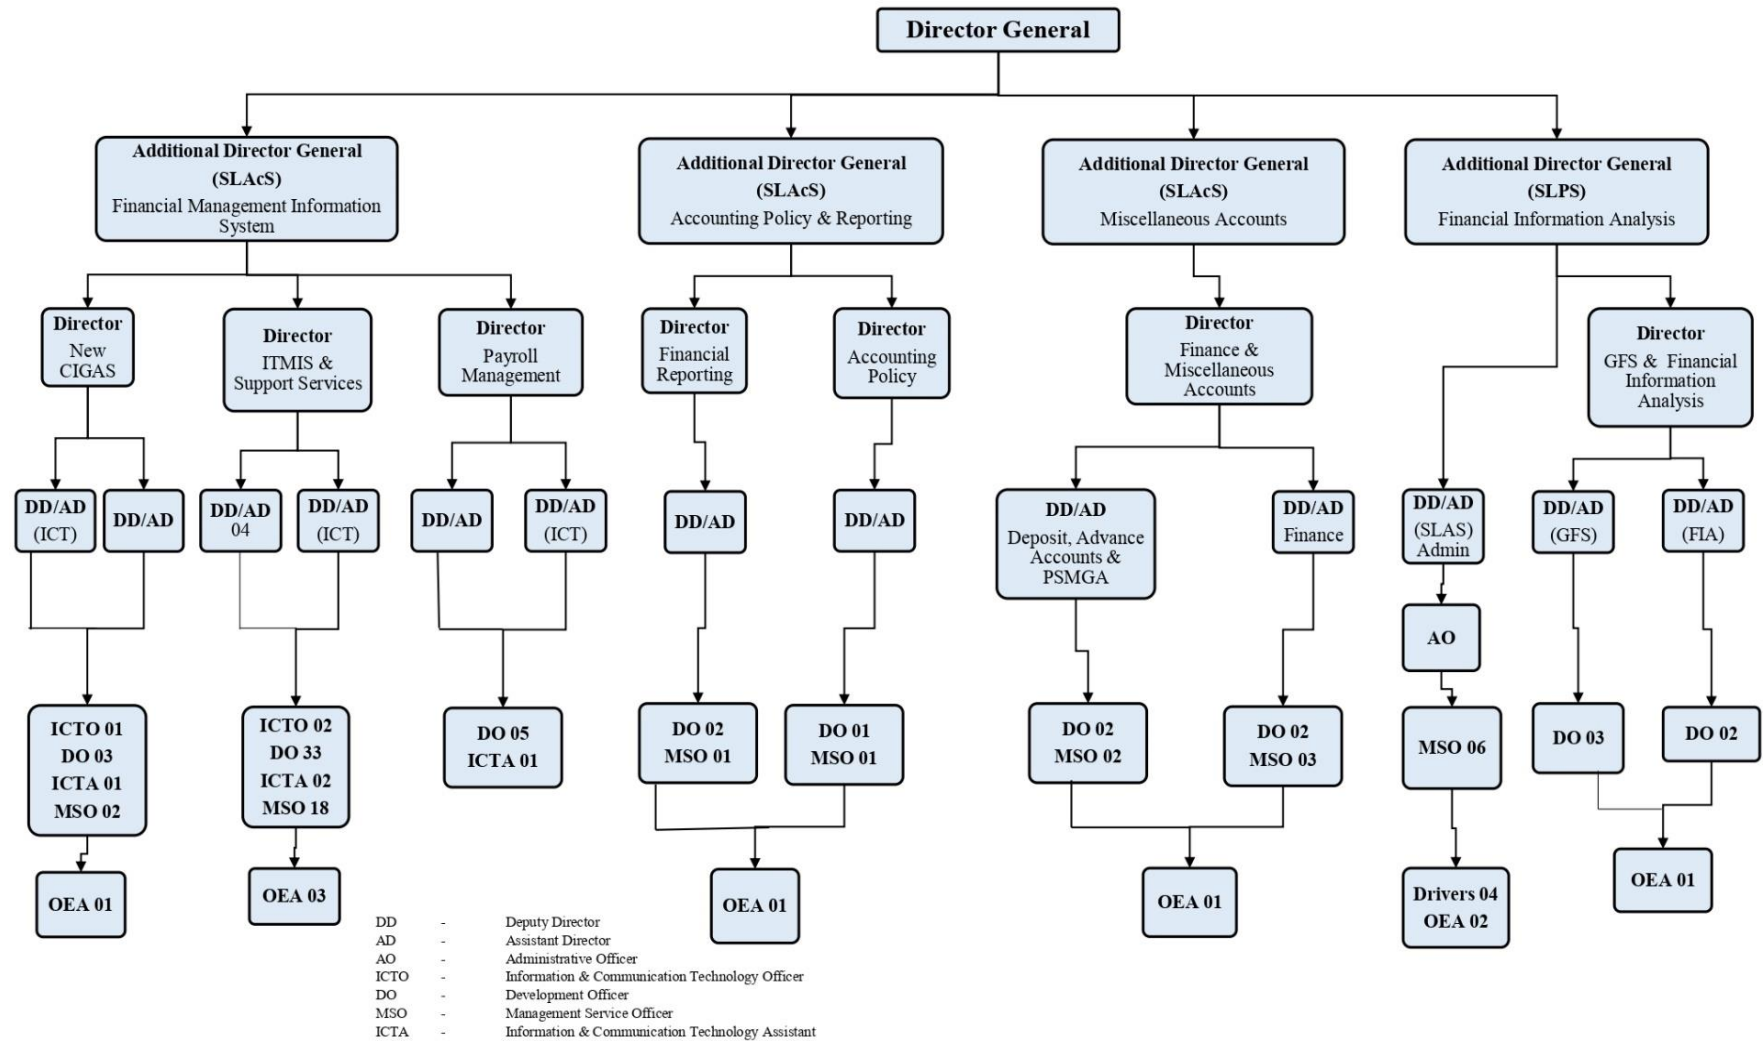 Director General
Additional Director General
(SLAcS)
Financial Management Information
System
Additional Director General
(SLAcS)
Accounting Policy & Reporting
Additional Director General
(SLAcS)
Miscellaneous Accounts
Additional Director General
(SLPS)
Financial Information Analysis
Director
New
CIGAS
Director
ITMIS &
Support Services
Director
Payroll
Management
Director
Financial
Reporting
Director
Accounting
Policy
Director
Finance &
Miscellaneous
Accounts
Director
GFS & Financial
Information
Analysis
DD/AD
(ICT)
DD/AD
DD/AD
04
DD/AD
(ICT)
DD/AD
DD/AD
(ICT)
DD/AD
DD/AD
DD/AD
Deposit, Advance
Accounts &
PSMGA
DD/AD
Finance
DD/AD
(SLAS)
Admin
DD/AD
(GFS)
DD/AD
(FIA)
AO
ICTO 01
DO 03
ICTA 01
MSO 02
ICTO 02
DO 33
ICTA 02
MSO 18
DO 05
ICTA 01
DO 02
MSO 01
DO 01
MSO 01
DO 02
MSO 02
DO 02
MSO 03
MSO 06
DO 03
DO 02
OEA 01
OEA 03
OEA 01
OEA 01
Drivers 04
OEA 02
OEA 01
DD - Deputy Director
AD - Assistant Director
AO - Administrative Officer
ICTO - Information & Communication Technology Officer
DO - Development Officer
MSO - Management Service Officer
ICTA - Information & Communication Technology Assistant